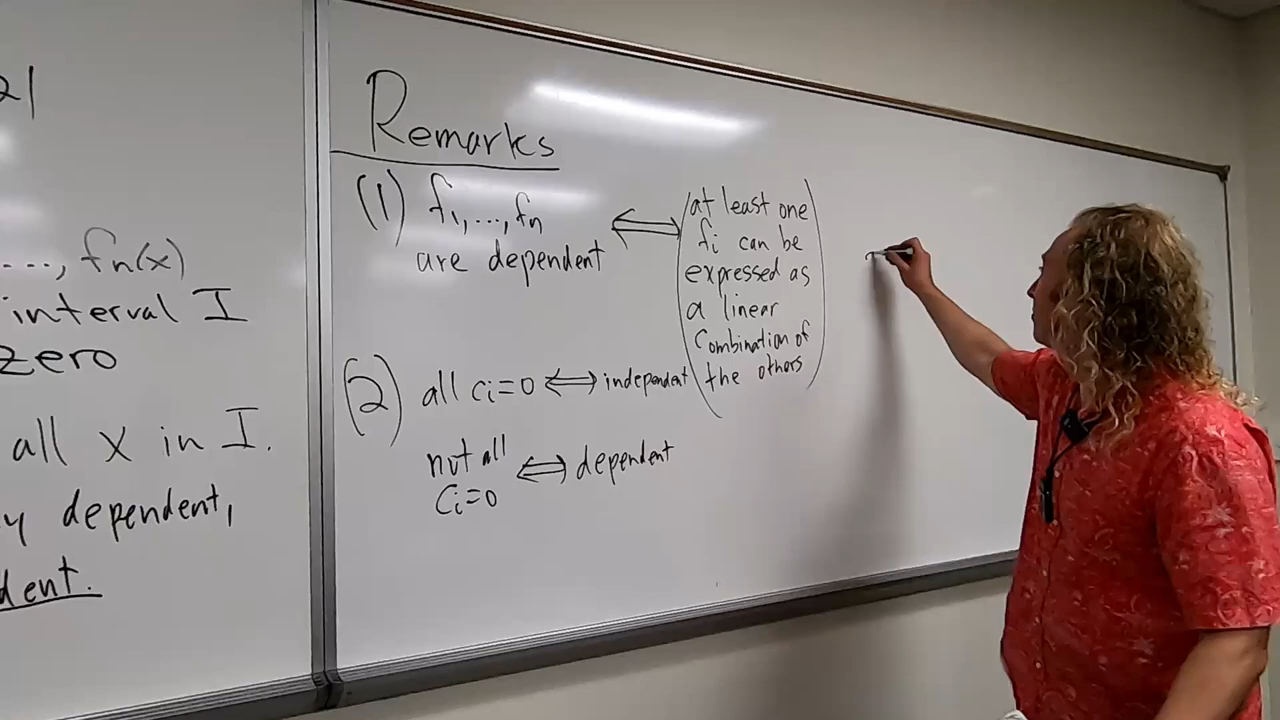 21
..., fn(x)
interval I
zero
all x in I.
y dependent,
dent.
Remarks
(1) f1,...,fn
are dependent
⟺
(at least one
fi can be
expressed as
a linear
combination of
the others)
(2) all ci=0 ⟺ independent
not all
ci=0 ⟺ dependent